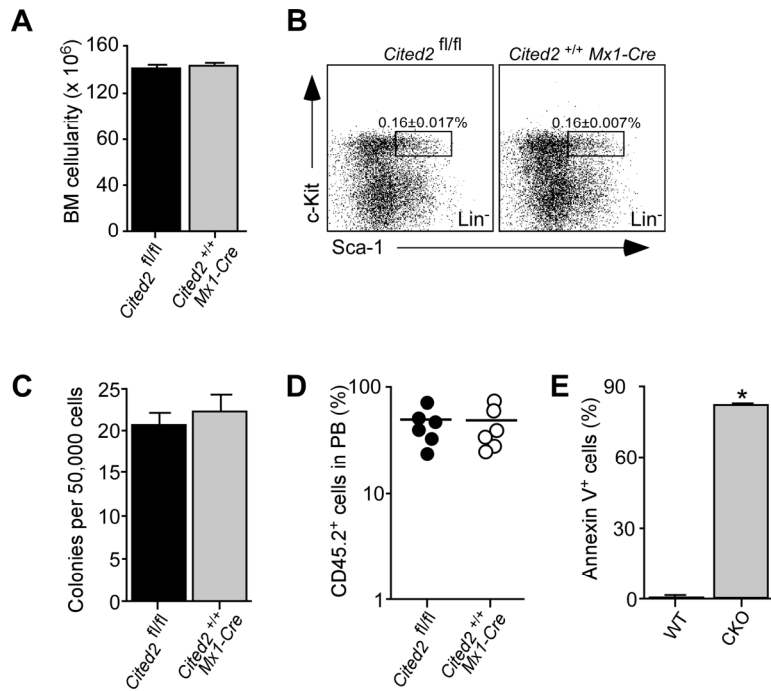 A
BM cellularity (x 10⁶)
160
120
60
40
0
Cited2 fl/fl
Cited2 +/+
Mx1-Cre
B
Cited2 fl/fl
Cited2 +/+ Mx1-Cre
0.16±0.017%
0.16±0.007%
c-Kit
Lin⁻
Lin⁻
Sca-1
C
Colonies per 50,000 cells
25
20
15
10
5
0
Cited2 fl/fl
Cited2 +/+
Mx1-Cre
D
CD45.2⁺ cells in PB (%)
100
10
1
Cited2 fl/fl
Cited2 +/+
Mx1-Cre
E
Annexin V⁺ cells (%)
90
60
30
0
*
WT
CKO